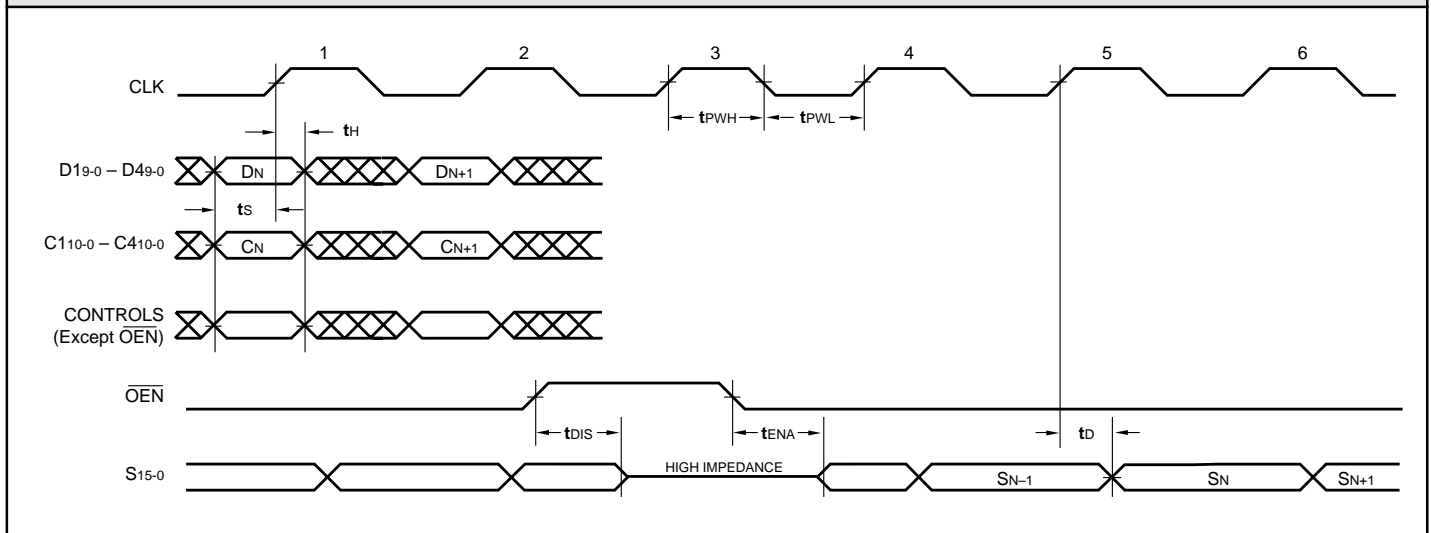 1 2 3 4 5 6
CLK
tPWH tPWL
tH
D19-0 – D49-0 DN DN+1
tS
C110-0 – C410-0 CN CN+1
CONTROLS
(Except OEN)
OEN
tDIS tENA tD
S15-0 HIGH IMPEDANCE SN–1 SN SN+1